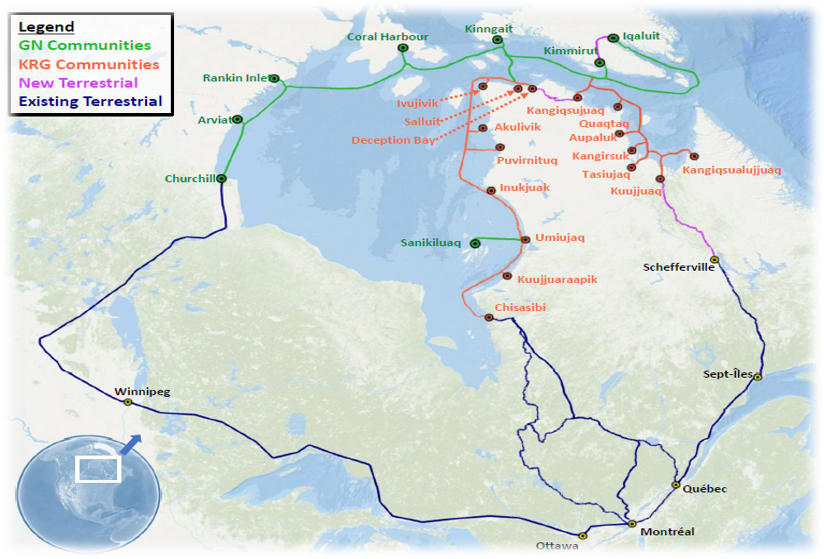 Legend
GN Communities
KRG Communities
New Terrestrial
Existing Terrestrial
Kinngait
Coral Harbour
Iqaluit
Kimmirut
Rankin Inlet
Ivujivik
Kangiqsujuaq
Arviat
Salluit
Quaqtaq
Akulivik
Aupaluk
Deception Bay
Puvirnituq
Kangirsuk
Kangiqsualujjuaq
Tasiujaq
Churchill
Inukjuak
Kuujjuaq
Sanikiluaq
Umiujaq
Schefferville
Kuujjuaraapik
Chisasibi
Sept-Îles
Winnipeg
Québec
Montréal
Ottawa